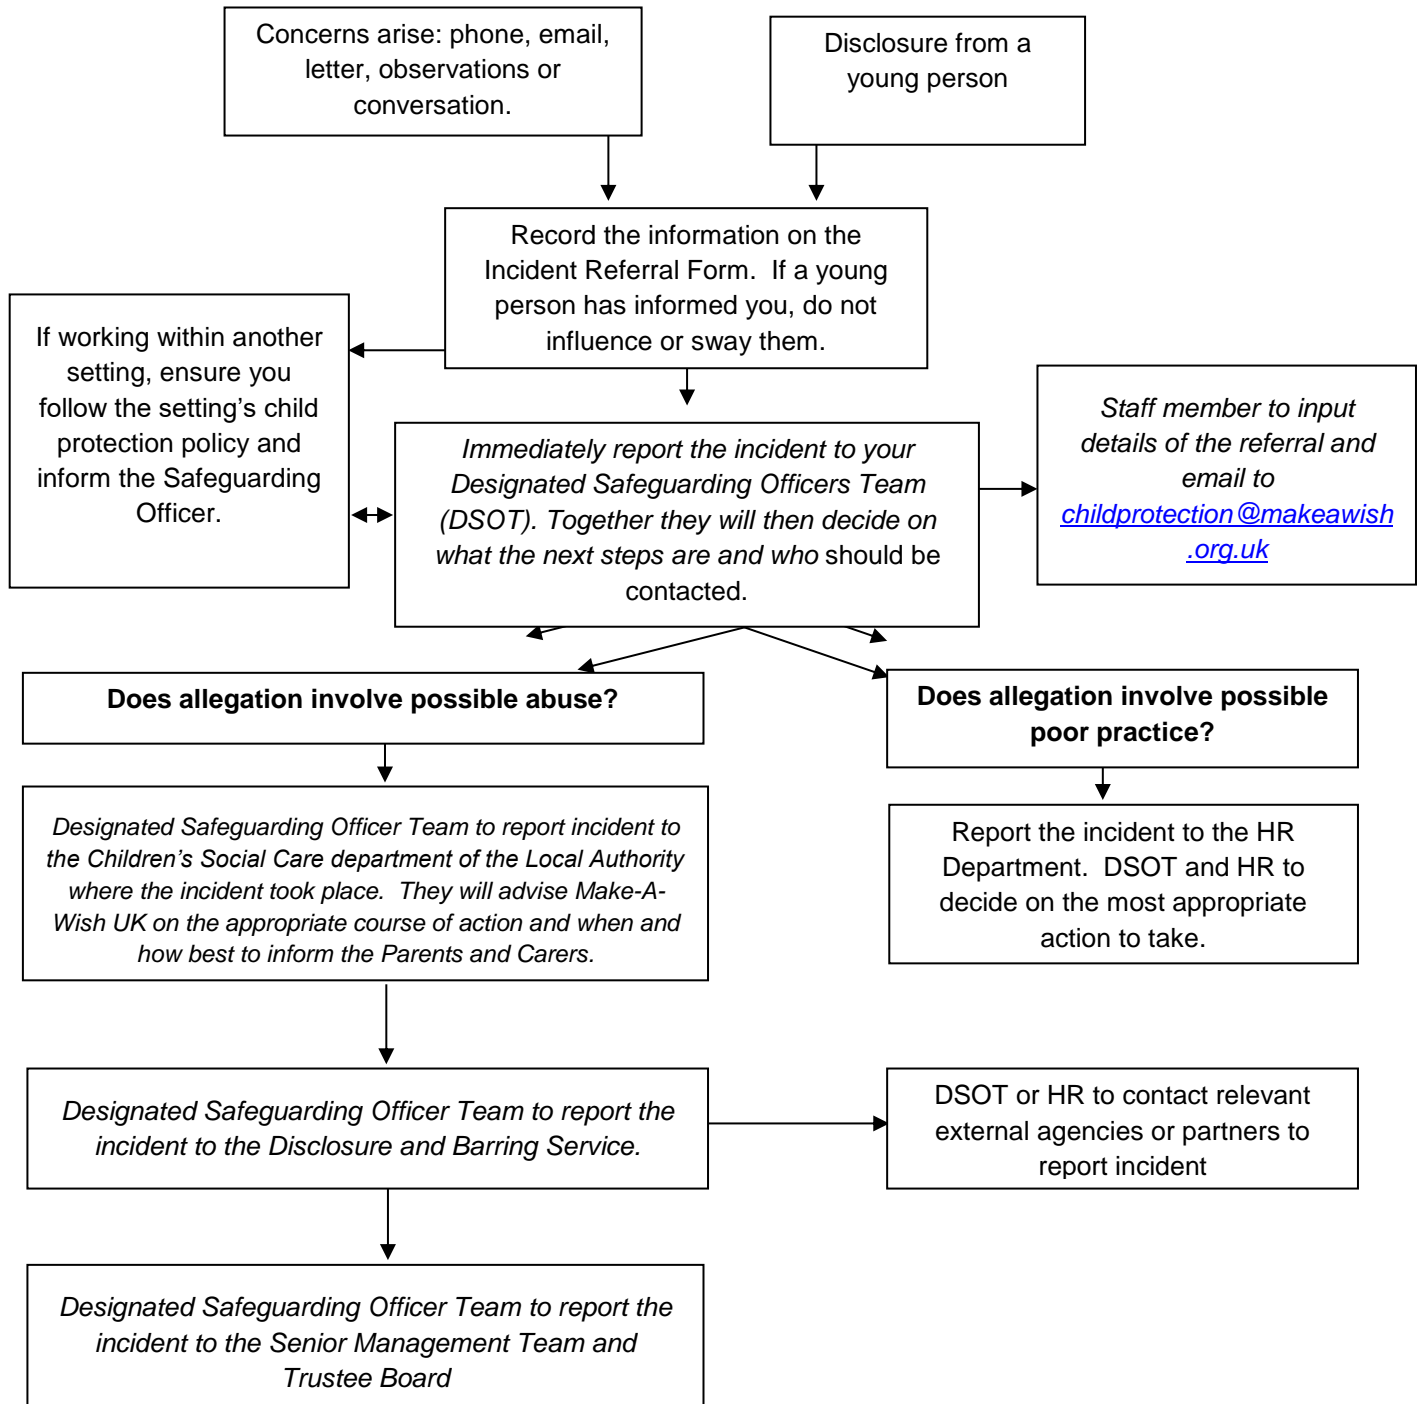 Concerns arise: phone, email,
letter, observations or
conversation.
Disclosure from a
young person
Record the information on the
Incident Referral Form.  If a young
person has informed you, do not
influence or sway them.
If working within another
setting, ensure you
follow the setting's child
protection policy and
inform the Safeguarding
Officer.
Immediately report the incident to your
Designated Safeguarding Officers Team
(DSOT). Together they will then decide on
what the next steps are and who should be
contacted.
Staff member to input
details of the referral and
email to
childprotection@makeawish
.org.uk
Does allegation involve possible abuse?
Does allegation involve possible
poor practice?
Designated Safeguarding Officer Team to report incident to
the Children's Social Care department of the Local Authority
where the incident took place.  They will advise Make-A-
Wish UK on the appropriate course of action and when and
how best to inform the Parents and Carers.
Report the incident to the HR
Department.  DSOT and HR to
decide on the most appropriate
action to take.
Designated Safeguarding Officer Team to report the
incident to the Disclosure and Barring Service.
DSOT or HR to contact relevant
external agencies or partners to
report incident
Designated Safeguarding Officer Team to report the
incident to the Senior Management Team and
Trustee Board